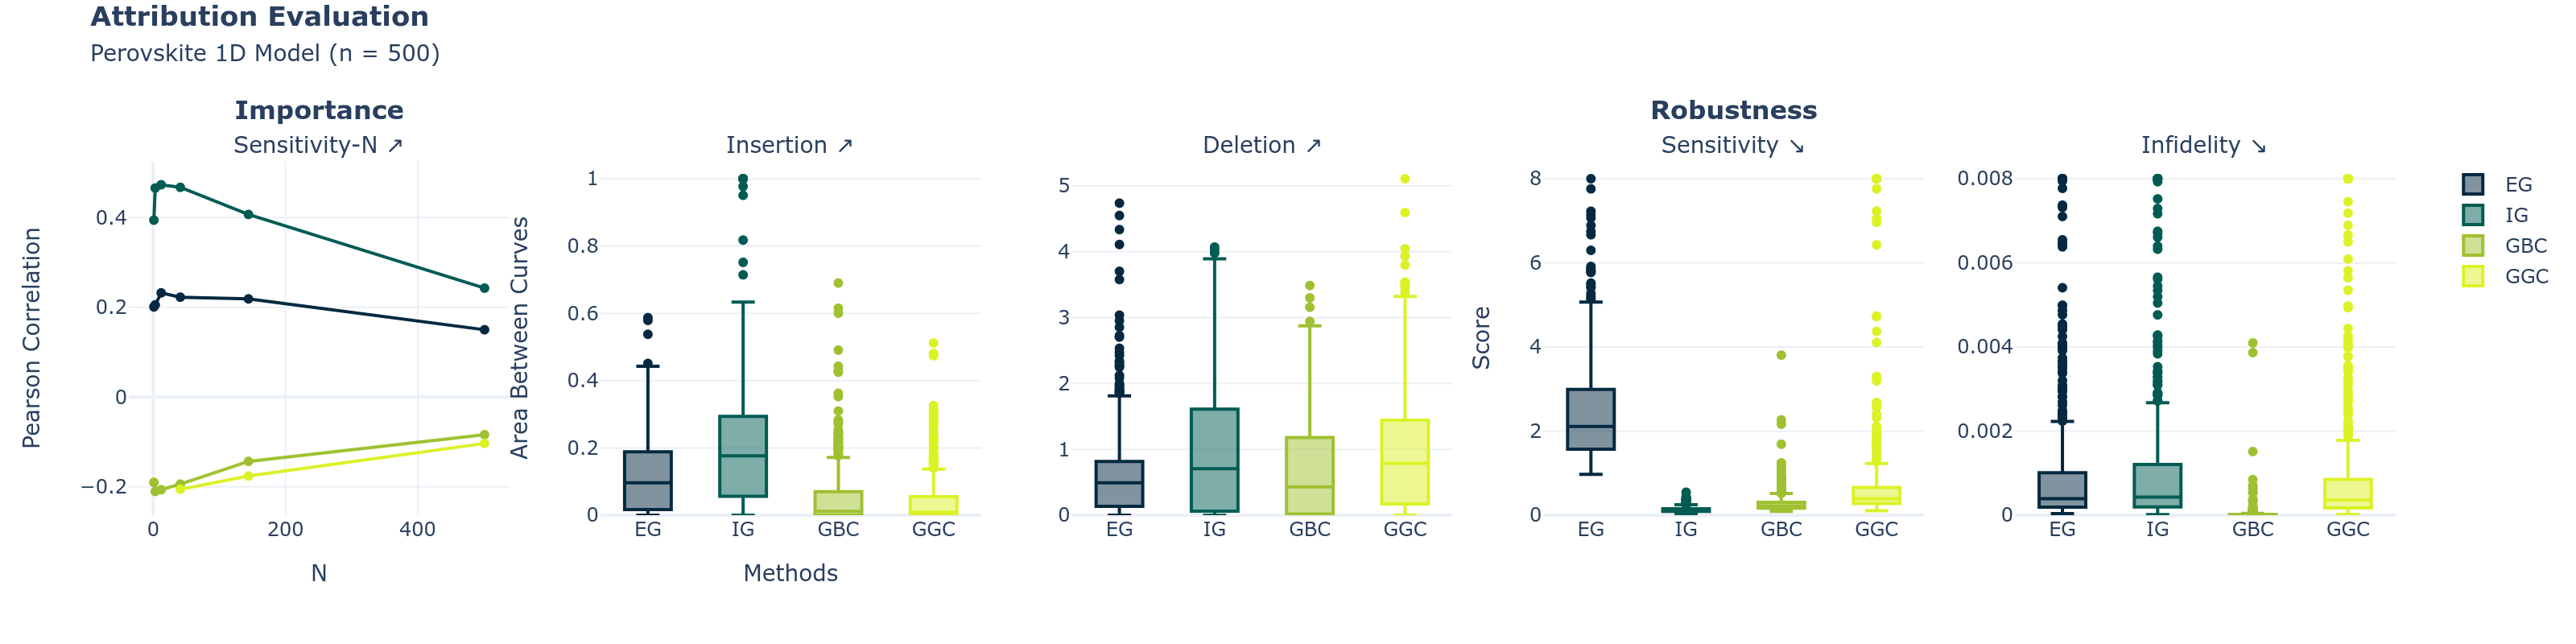 Attribution Evaluation
Perovskite 1D Model (n = 500)
Importance
Robustness
Sensitivity-N ↗
Insertion ↗
Deletion ↗
Sensitivity ↘
Infidelity ↘
Pearson Correlation
0.4
0.2
0
−0.2
0
200
400
N
Area Between Curves
1
0.8
0.6
0.4
0.2
0
EG
IG
GBC
GGC
Methods
5
4
3
2
1
0
EG
IG
GBC
GGC
Score
8
6
4
2
0
EG
IG
GBC
GGC
0.008
0.006
0.004
0.002
0
EG
IG
GBC
GGC
EG
IG
GBC
GGC